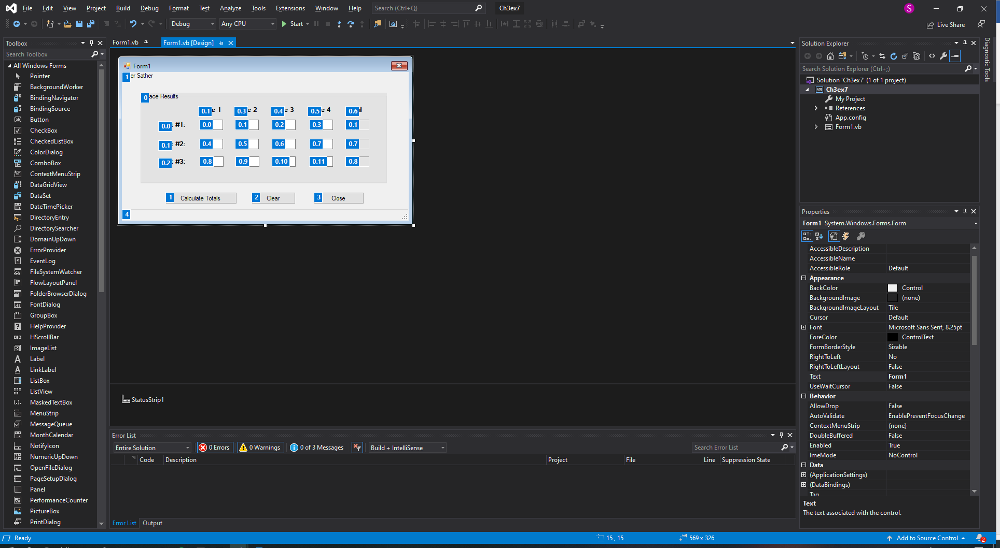 File Edit View Project Build Debug Format Test Analyze Tools Extensions Window Help Search (Ctrl+Q) Ch3ex7 S
Debug Any CPU Start Live Share
Toolbox
Search Toolbox
All Windows Forms
Pointer
BackgroundWorker
BindingNavigator
BindingSource
Button
CheckBox
CheckedListBox
ColorDialog
ComboBox
ContextMenuStrip
DataGridView
DataSet
DateTimePicker
DirectoryEntry
DirectorySearcher
DomainUpDown
ErrorProvider
EventLog
FileSystemWatcher
FlowLayoutPanel
FolderBrowserDialog
FontDialog
GroupBox
HelpProvider
HScrollBar
ImageList
Label
LinkLabel
ListBox
ListView
MaskedTextBox
MenuStrip
MessageQueue
MonthCalendar
NotifyIcon
NumericUpDown
OpenFileDialog
PageSetupDialog
Panel
PerformanceCounter
PictureBox
PrintDialog
Form1.vb Form1.vb [Design]
Form1
1 er Sather
0 ace Results
0.1 e 1 0.3 e 2 0.4 e 3 0.5 e 4 0.6 l
0.0 : #1: 0.0 0.1 0.2 0.3 0.1
0.1 : #2: 0.4 0.5 0.6 0.7 0.7
0.2 : #3: 0.8 0.9 0.10 0.11 0.8
1 Calculate Totals 2 Clear 3 Close
4
StatusStrip1
Error List
Entire Solution 0 Errors 0 Warnings 0 of 3 Messages Build + IntelliSense Search Error List
Code Description Project File Line Suppression State
Error List Output
Solution Explorer
Search Solution Explorer (Ctrl+;)
Solution 'Ch3ex7' (1 of 1 project)
VB Ch3ex7
My Project
References
App.config
Form1.vb
Diagnostic Tools
Properties
Form1 System.Windows.Forms.Form
AccessibleDescription
AccessibleName
AccessibleRole Default
Appearance
BackColor Control
BackgroundImage (none)
BackgroundImageLayout Tile
Cursor Default
Font Microsoft Sans Serif, 8.25pt
ForeColor ControlText
FormBorderStyle Sizable
RightToLeft No
RightToLeftLayout False
Text Form1
UseWaitCursor False
Behavior
AllowDrop False
AutoValidate EnablePreventFocusChange
ContextMenuStrip (none)
DoubleBuffered False
Enabled True
ImeMode NoControl
Data
(ApplicationSettings)
(DataBindings)
Tag
Text
The text associated with the control.
Ready 15 , 15 569 x 326 Add to Source Control 2